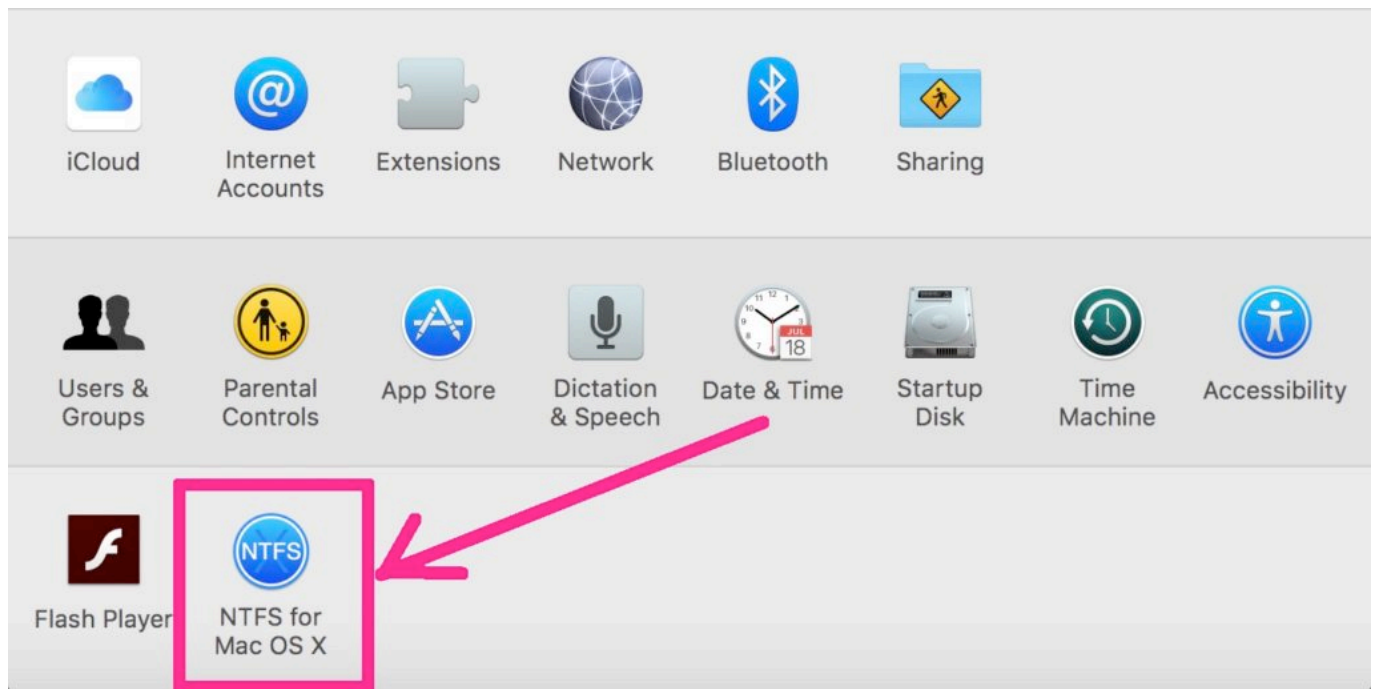 iCloud
Internet
Accounts
Extensions
Network
Bluetooth
Sharing
Users &
Groups
Parental
Controls
App Store
Dictation
& Speech
JUL
18
Date & Time
Startup
Disk
Time
Machine
Accessibility
Flash Player
NTFS
NTFS for
Mac OS X